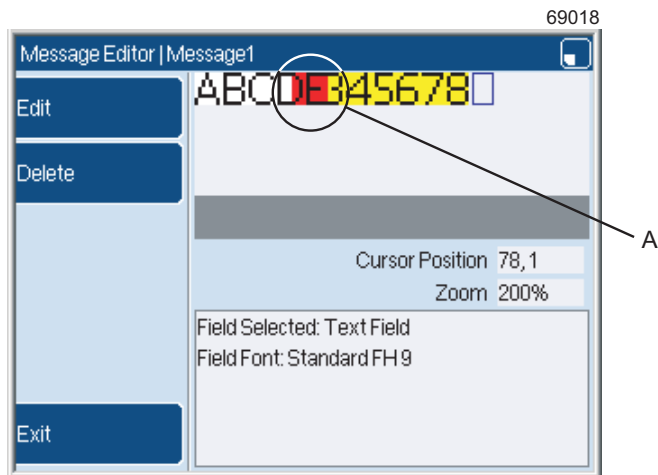 69018
Message Editor | Message1
ABCDE345678
Edit
Delete
A
Cursor Position 78,1
Zoom 200%
Field Selected: Text Field
Field Font: Standard FH 9
Exit